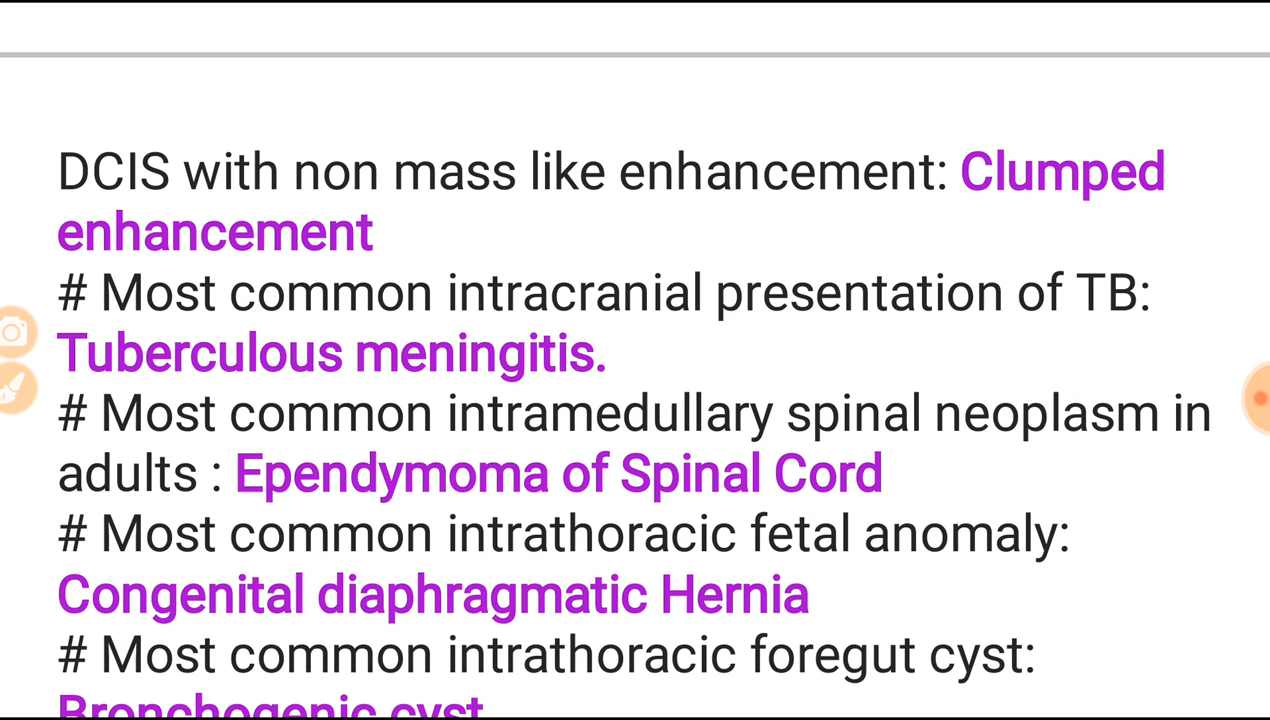 DCIS with non mass like enhancement: Clumped
enhancement
# Most common intracranial presentation of TB:
Tuberculous meningitis.
# Most common intramedullary spinal neoplasm in
adults : Ependymoma of Spinal Cord
# Most common intrathoracic fetal anomaly:
Congenital diaphragmatic Hernia
# Most common intrathoracic foregut cyst:
Bronchogenic cyst